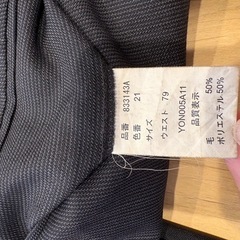 品番 833143A
色番 21
サイズ
ウエスト 79
YON005A11
品質表示
毛 50%
ポリエステル 50%